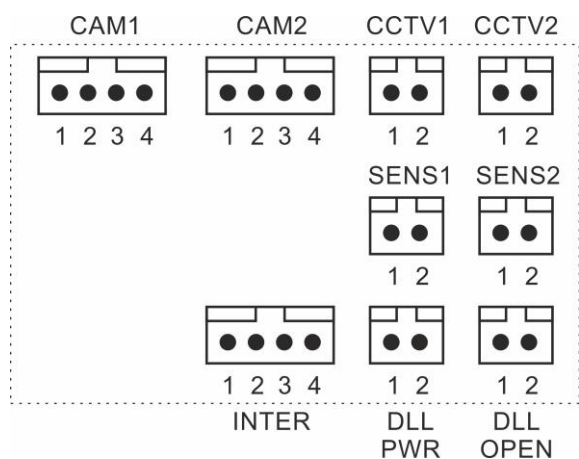 CAM1 CAM2 CCTV1 CCTV2
1 2 3 4 1 2 3 4 1 2 1 2
SENS1 SENS2
1 2 1 2
1 2 3 4 1 2 1 2
INTER DLL DLL
PWR OPEN